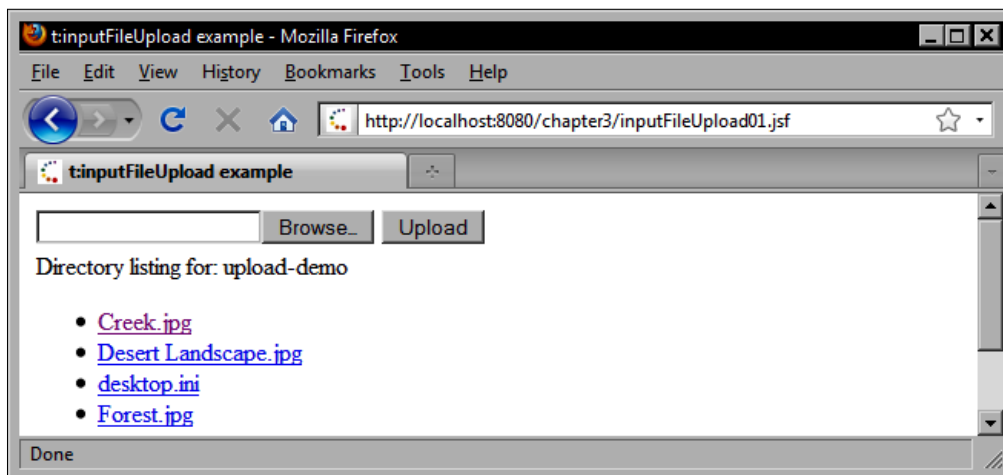 t:inputFileUpload example - Mozilla Firefox
File Edit View History Bookmarks Tools Help
http://localhost:8080/chapter3/inputFileUpload01.jsf
t:inputFileUpload example
Browse... Upload
Directory listing for: upload-demo
• Creek.jpg
• Desert Landscape.jpg
• desktop.ini
• Forest.jpg
Done